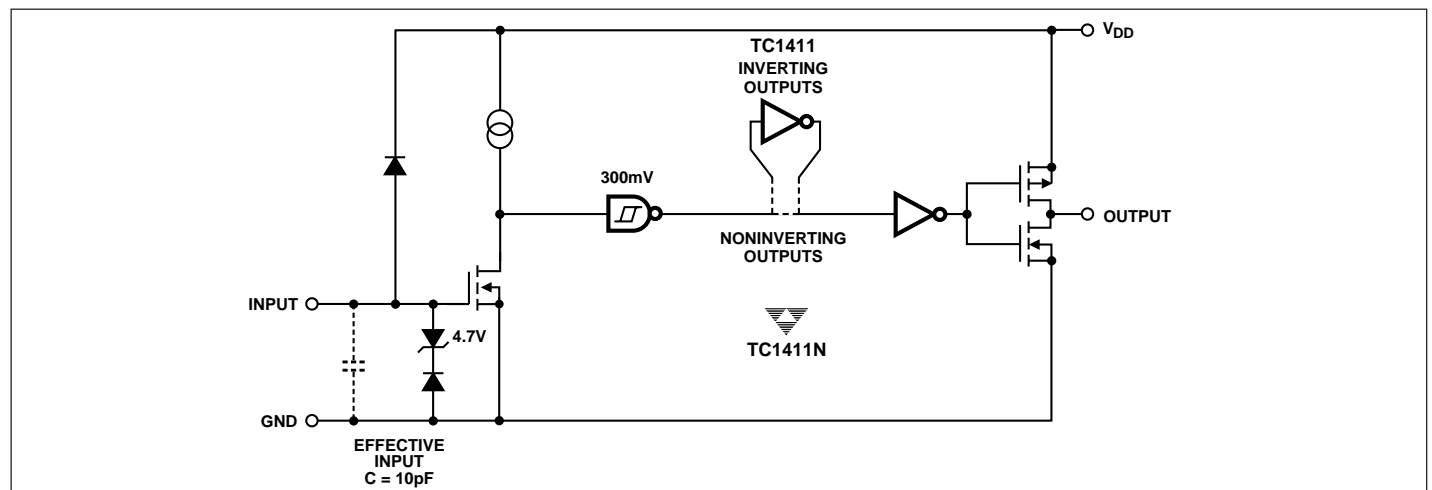 V_DD
TC1411
INVERTING
OUTPUTS
300mV
OUTPUT
NONINVERTING
OUTPUTS
INPUT
4.7V
TC1411N
GND
EFFECTIVE
INPUT
C = 10pF